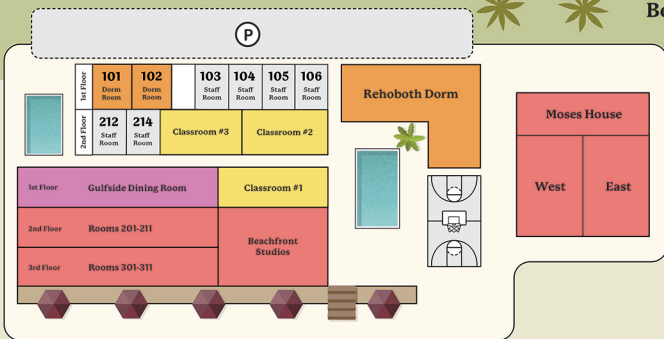 Be
P
1st Floor
101
Dorm
Room
102
Dorm
Room
103
Staff
Room
104
Staff
Room
105
Staff
Room
106
Staff
Room
2nd Floor
212
Staff
Room
214
Staff
Room
Classroom #3
Classroom #2
Rehoboth Dorm
Moses House
West
East
1st Floor
Gulfside Dining Room
Classroom #1
2nd Floor
Rooms 201-211
Beachfront
Studios
3rd Floor
Rooms 301-311